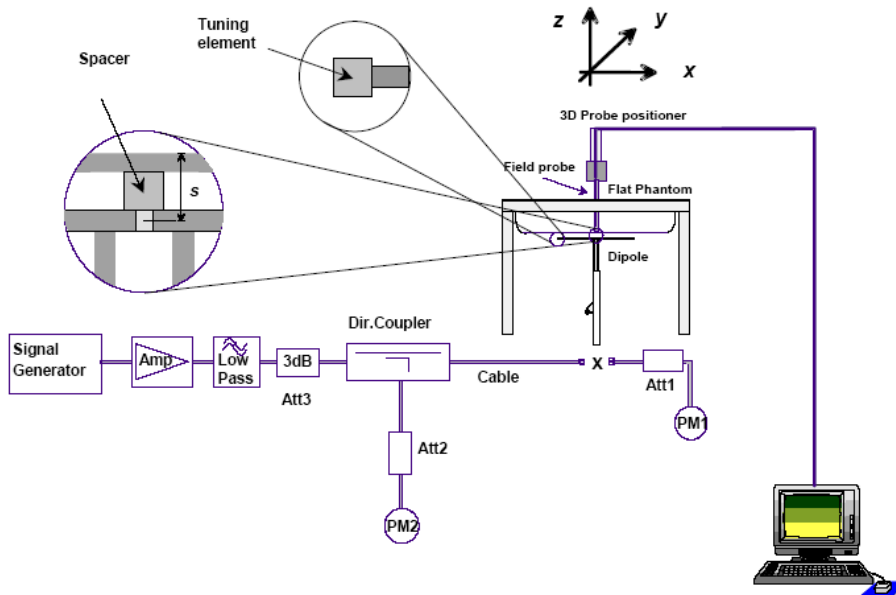 Tuning
element
Spacer
s
z
y
x
3D Probe positioner
Field probe
Flat Phantom
Dipole
Dir.Coupler
Signal
Generator
Amp
Low
Pass
3dB
Att3
Cable
X
Att1
PM1
Att2
PM2